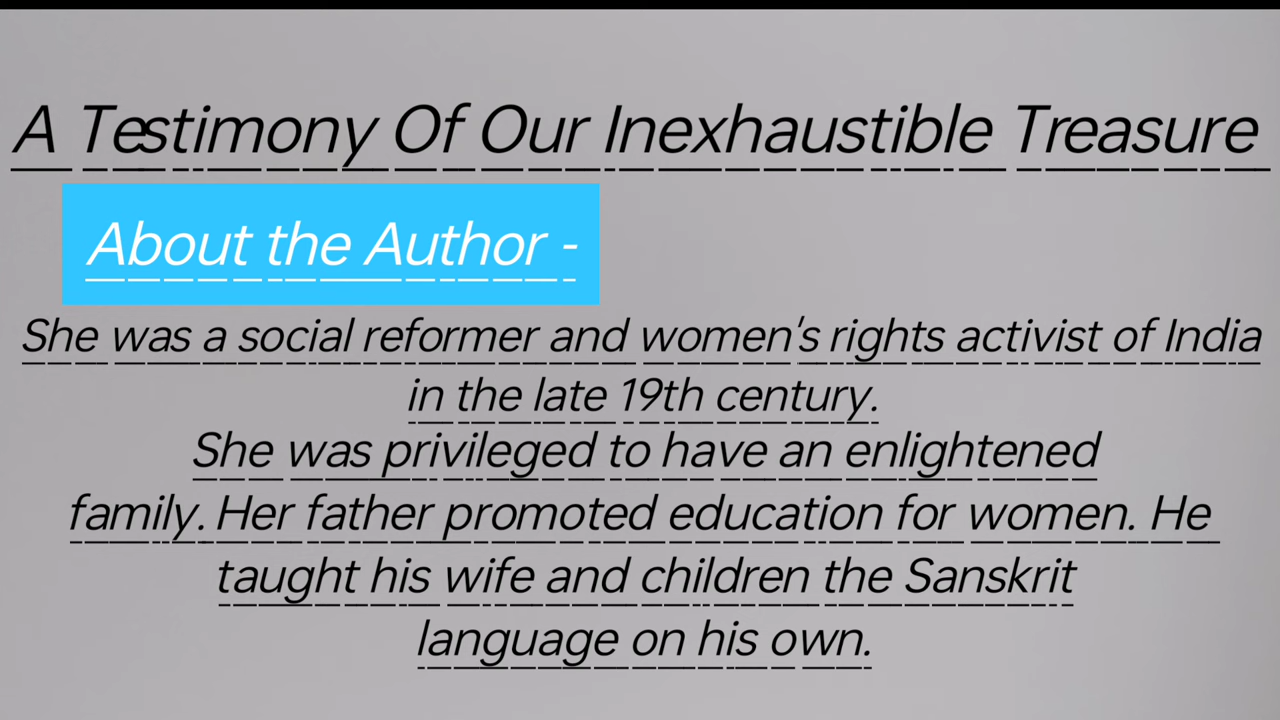 A Testimony Of Our Inexhaustible Treasure
About the Author -
She was a social reformer and women's rights activist of India
in the late 19th century.
She was privileged to have an enlightened
family. Her father promoted education for women. He
taught his wife and children the Sanskrit
language on his own.